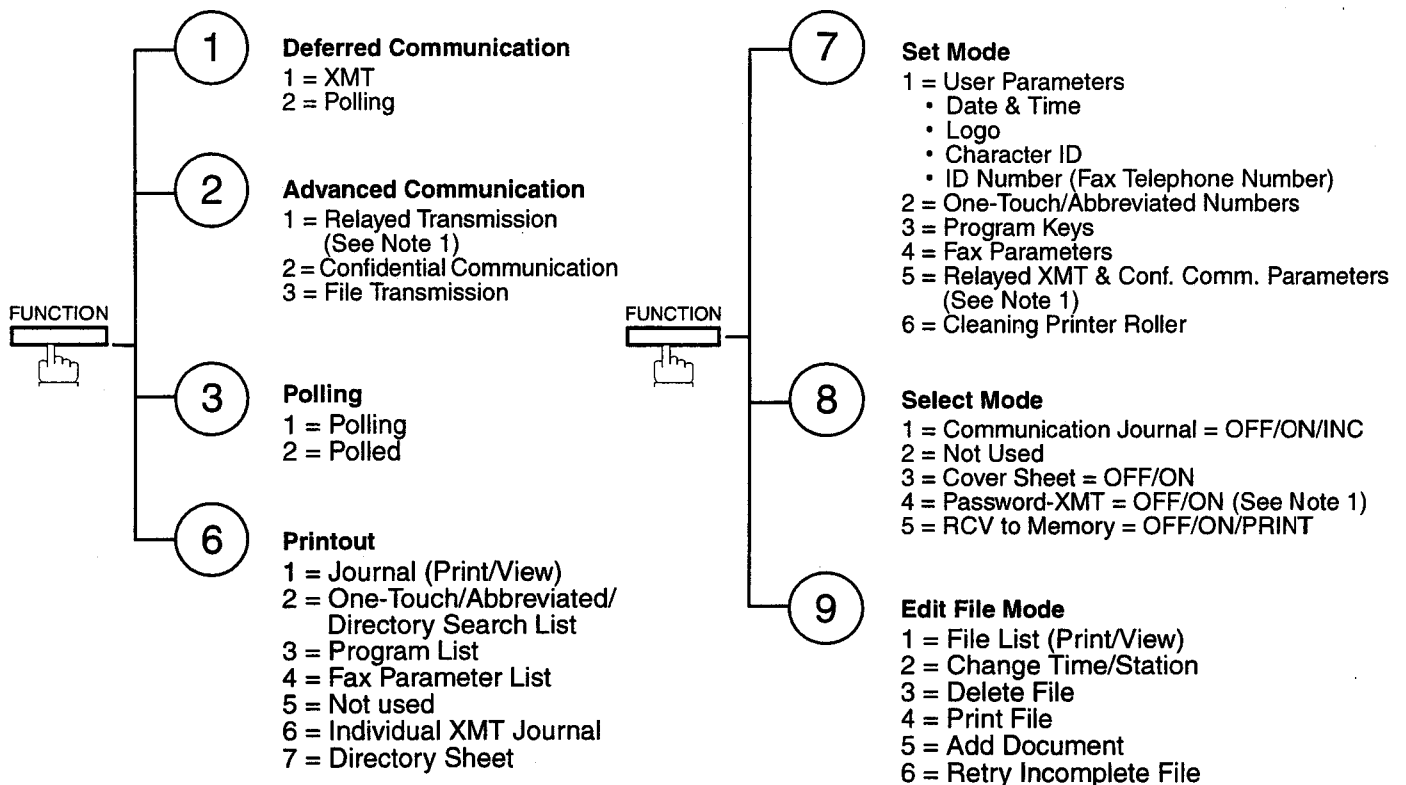 1
Deferred Communication
1 = XMT
2 = Polling
2
Advanced Communication
1 = Relayed Transmission
(See Note 1)
2 = Confidential Communication
3 = File Transmission
FUNCTION
3
Polling
1 = Polling
2 = Polled
6
Printout
1 = Journal (Print/View)
2 = One-Touch/Abbreviated/
Directory Search List
3 = Program List
4 = Fax Parameter List
5 = Not used
6 = Individual XMT Journal
7 = Directory Sheet
7
Set Mode
1 = User Parameters
• Date & Time
• Logo
• Character ID
• ID Number (Fax Telephone Number)
2 = One-Touch/Abbreviated Numbers
3 = Program Keys
4 = Fax Parameters
5 = Relayed XMT & Conf. Comm. Parameters
(See Note 1)
6 = Cleaning Printer Roller
FUNCTION
8
Select Mode
1 = Communication Journal = OFF/ON/INC
2 = Not Used
3 = Cover Sheet = OFF/ON
4 = Password-XMT = OFF/ON (See Note 1)
5 = RCV to Memory = OFF/ON/PRINT
9
Edit File Mode
1 = File List (Print/View)
2 = Change Time/Station
3 = Delete File
4 = Print File
5 = Add Document
6 = Retry Incomplete File